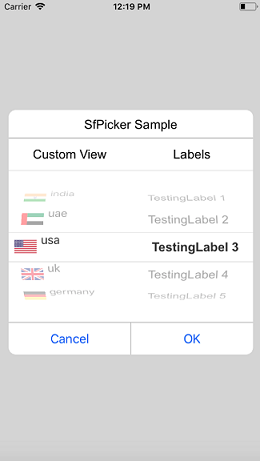 Carrier 12:19 PM
SfPicker Sample
Custom View Labels
india TestingLabel 1
uae TestingLabel 2
usa TestingLabel 3
uk TestingLabel 4
germany TestingLabel 5
Cancel OK